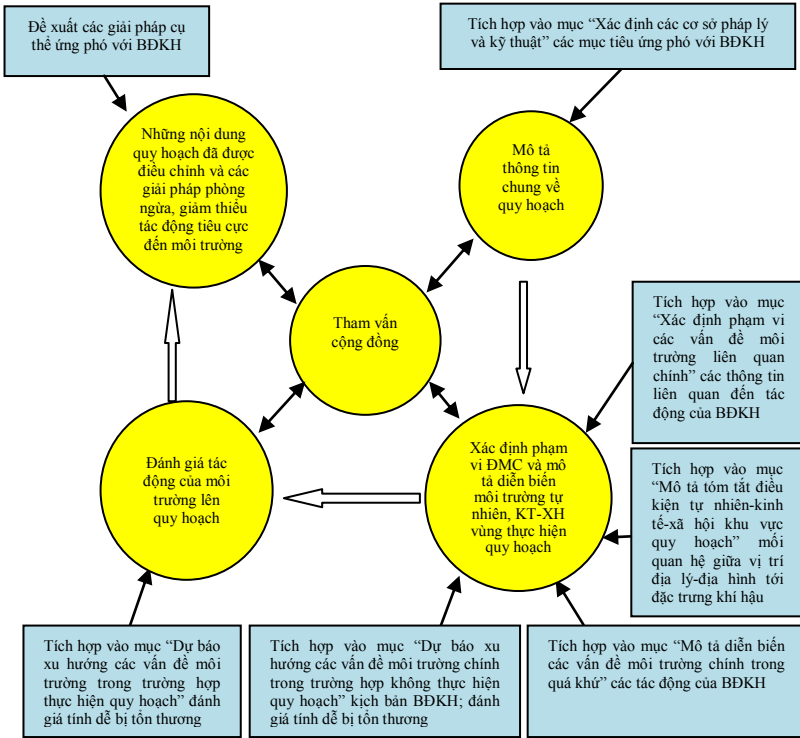 Đề xuất các giải pháp cụ
thể ứng phó với BĐKH
Tích hợp vào mục “Xác định các cơ sở pháp lý
và kỹ thuật” các mục tiêu ứng phó với BĐKH
Những nội dung
quy hoạch đã được
điều chỉnh và các
giải pháp phòng
ngừa, giảm thiểu
tác động tiêu cực
đến môi trường
Mô tả
thông tin
chung về
quy hoạch
Tham vấn
cộng đồng
Tích hợp vào mục
“Xác định phạm vi
các vấn đề môi
trường liên quan
chính” các thông tin
liên quan đến tác
động của BĐKH
Đánh giá tác
động của môi
trường lên
quy hoạch
Xác định phạm
vi ĐMC và mô
tả diễn biến
môi trường tự
nhiên, KT-XH
vùng thực hiện
quy hoạch
Tích hợp vào mục
“Mô tả tóm tắt điều
kiện tự nhiên-kinh
tế-xã hội khu vực
quy hoạch” mối
quan hệ giữa vị trí
địa lý-địa hình tới
đặc trưng khí hậu
Tích hợp vào mục “Dự báo
xu hướng các vấn đề môi
trường trong trường hợp
thực hiện quy hoạch” đánh
giá tính dễ bị tổn thương
Tích hợp vào mục “Dự báo xu
hướng các vấn đề môi trường chính
trong trường hợp không thực hiện
quy hoạch” kịch bản BĐKH; đánh
giá tính dễ bị tổn thương
Tích hợp vào mục “Mô tả diễn biến
các vấn đề môi trường chính trong
quá khứ” các tác động của BĐKH